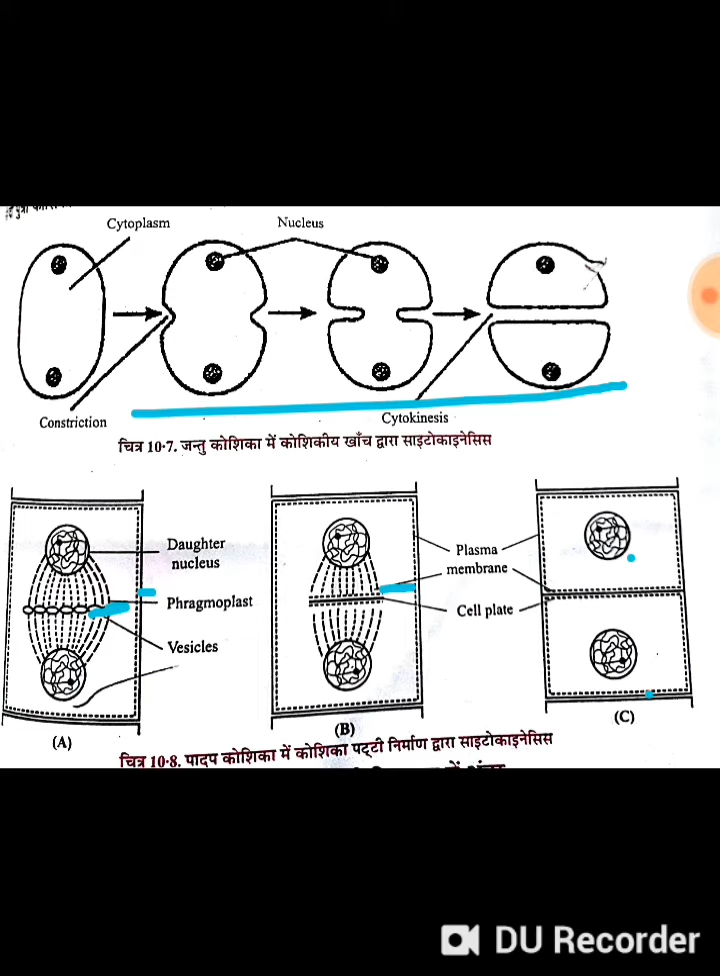 Cytoplasm
Nucleus
Constriction
Cytokinesis
चित्र 10·7. जन्तु कोशिका में कोशिकीय खाँच द्वारा साइटोकाइनेसिस
Daughter
nucleus
Phragmoplast
Vesicles
Plasma
membrane
Cell plate
(A)
(B)
(C)
चित्र 10·8. पादप कोशिका में कोशिका पट्टी निर्माण द्वारा साइटोकाइनेसिस
DU Recorder